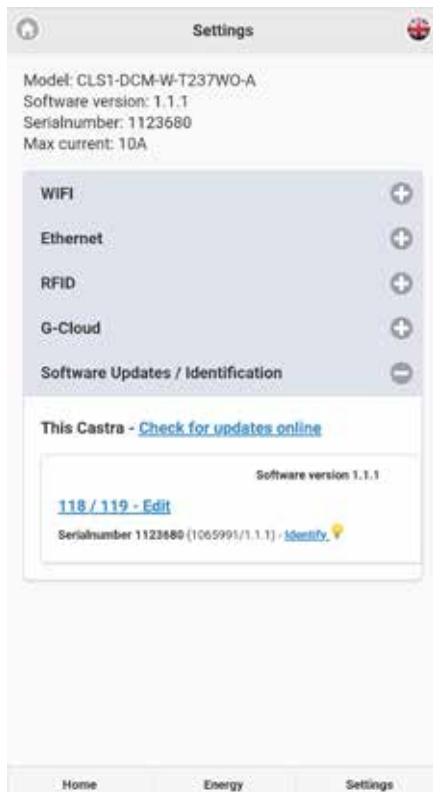 Settings
Model: CLS1-DCM-W-T237WO-A
Software version: 1.1.1
Serialnumber: 1123680
Max current: 10A
WIFI
Ethernet
RFID
G-Cloud
Software Updates / Identification
This Castra - Check for updates online
Software version 1.1.1
118 / 119 - Edit
Serialnumber 1123680 (1065991/1.1.1) - Identify
Home Energy Settings